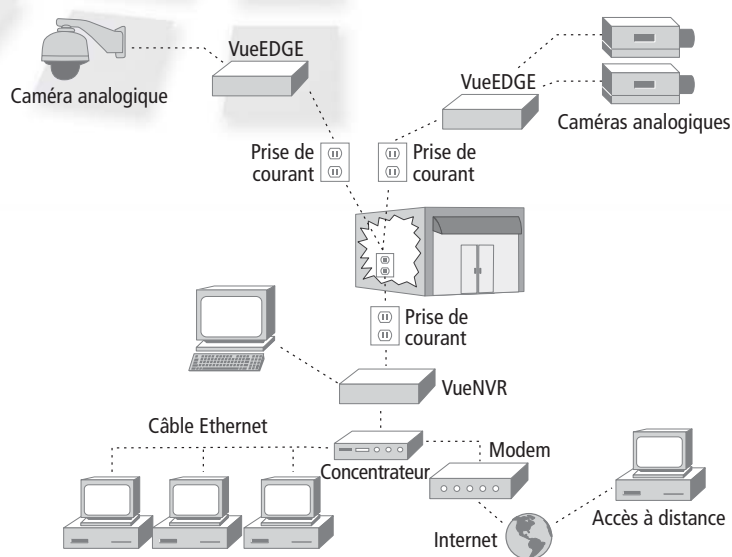 VueEDGE
Caméra analogique
VueEDGE
Caméras analogiques
Prise de
courant
Prise de
courant
Prise de
courant
VueNVR
Câble Ethernet
Concentrateur
Modem
Internet
Accès à distance